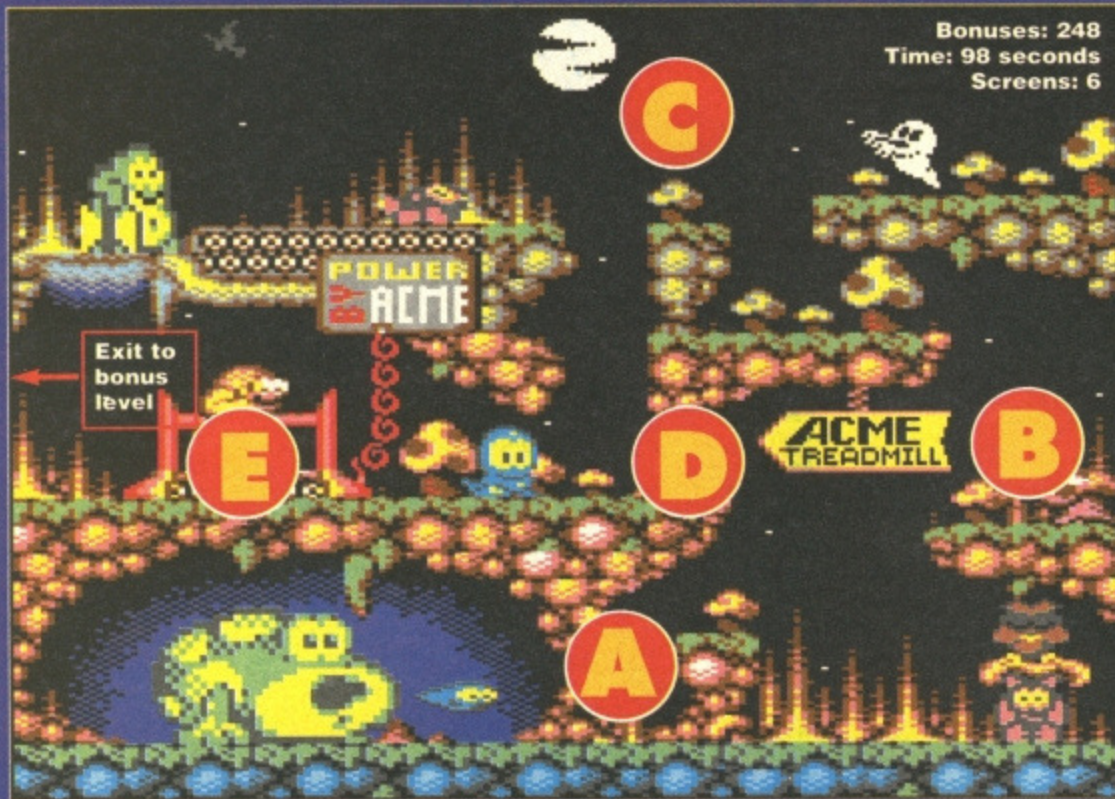 Bonuses: 248
Time: 98 seconds
Screens: 6
C
POWER
BY ACME
Exit to
bonus
level
E
D
ACME
TREADMILL
B
A